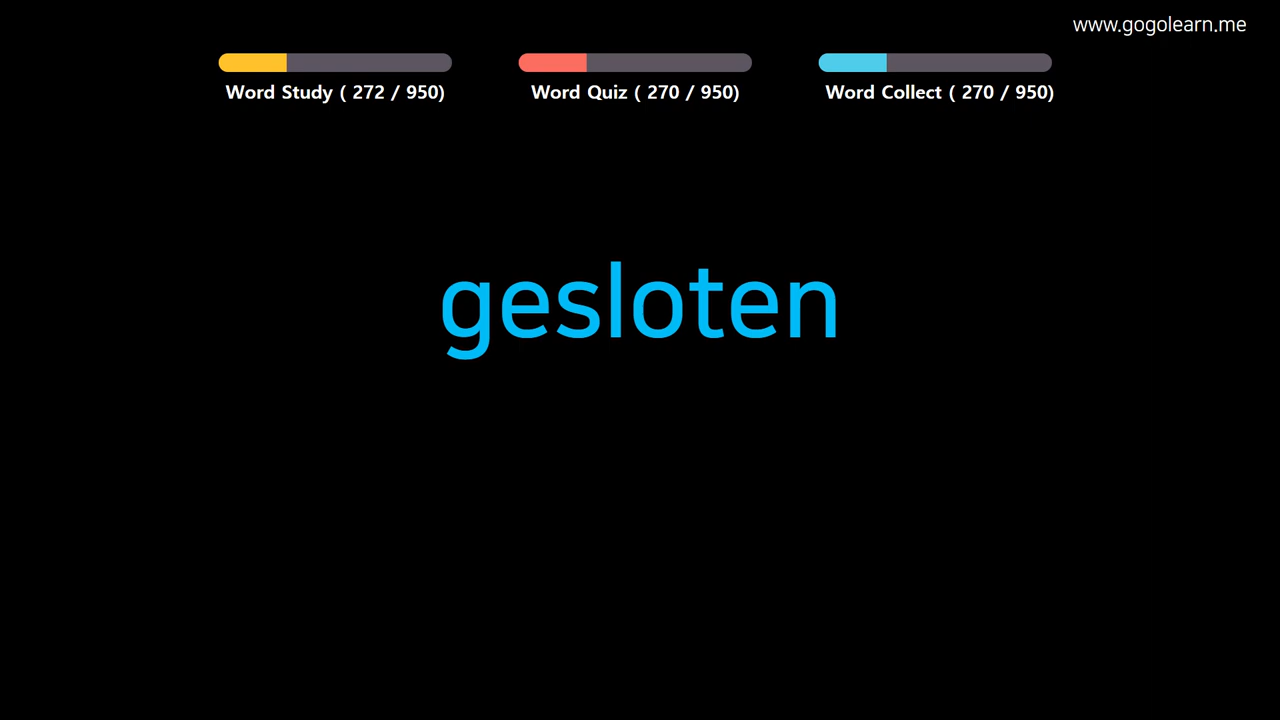 www.gogolearn.me
Word Study ( 272 / 950)
Word Quiz ( 270 / 950)
Word Collect ( 270 / 950)
gesloten